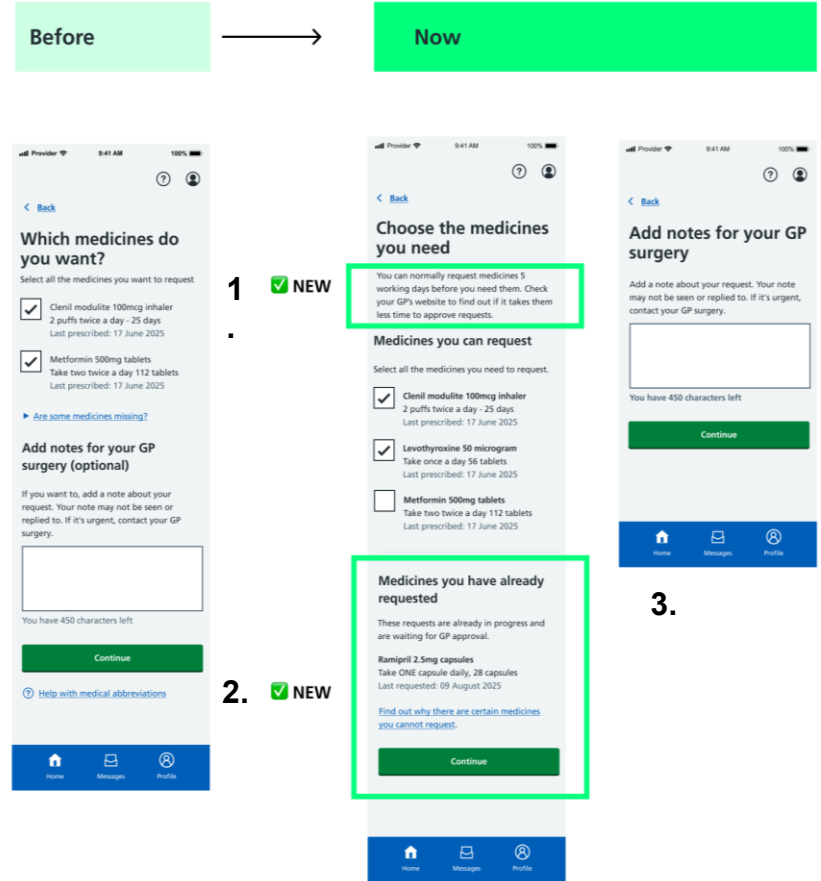 Before
Now
Provider 9:41 AM 100%
?
Back
Which medicines do
you want?
Select all the medicines you want to request
Clenil modulite 100mcg inhaler
2 puffs twice a day - 25 days
Last prescribed: 17 June 2025
Metformin 500mg tablets
Take two twice a day 112 tablets
Last prescribed: 17 June 2025
Are some medicines missing?
Add notes for your GP
surgery (optional)
If you want to, add a note about your
request. Your note may not be seen or
replied to. If it's urgent, contact your GP
surgery.
You have 450 characters left
Continue
? Help with medical abbreviations
Home Messages Profile
1
.
NEW
2.
NEW
Provider 9:41 AM 100%
?
Back
Choose the medicines
you need
You can normally request medicines 5
working days before you need them. Check
your GP's website to find out if it takes them
less time to approve requests.
Medicines you can request
Select all the medicines you need to request.
Clenil modulite 100mcg inhaler
2 puffs twice a day - 25 days
Last prescribed: 17 June 2025
Levothyroxine 50 microgram
Take once a day 56 tablets
Last prescribed: 17 June 2025
Metformin 500mg tablets
Take two twice a day 112 tablets
Last prescribed: 17 June 2025
Medicines you have already
requested
These requests are already in progress and
are waiting for GP approval.
Ramipril 2.5mg capsules
Take ONE capsule daily, 28 capsules
Last requested: 09 August 2025
Find out why there are certain medicines
you cannot request.
Continue
Home Messages Profile
Provider 9:41 AM 100%
?
Back
Add notes for your GP
surgery
Add a note about your request. Your note
may not be seen or replied to. If it's urgent,
contact your GP surgery.
You have 450 characters left
Continue
Home Messages Profile
3.